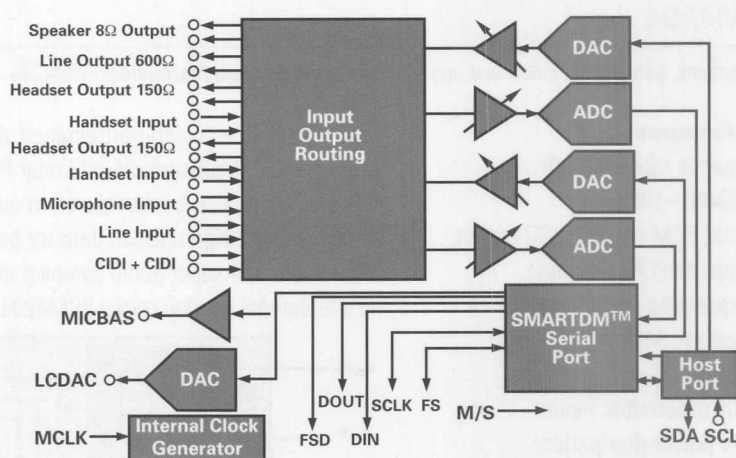 Speaker 8Ω Output
Line Output 600Ω
Headset Output 150Ω
Handset Input
Headset Output 150Ω
Handset Input
Microphone Input
Line Input
CIDI + CIDI
Input
Output
Routing
DAC
ADC
DAC
ADC
MICBAS
LCDAC
DAC
MCLK
Internal Clock
Generator
SMARTDM™
Serial
Port
Host
Port
DOUT
SCLK
FS
FSD
DIN
M/S
SDA
SCL